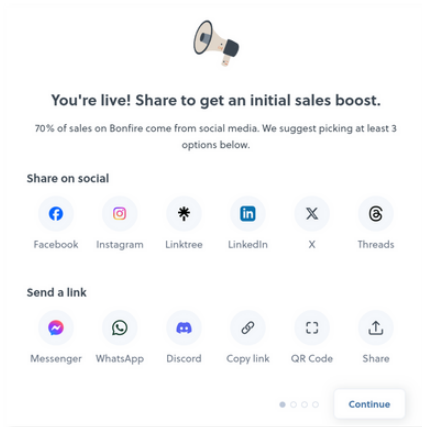 You're live! Share to get an initial sales boost.
70% of sales on Bonfire come from social media. We suggest picking at least 3
options below.
Share on social
Facebook Instagram Linktree LinkedIn X Threads
Send a link
Messenger WhatsApp Discord Copy link QR Code Share
Continue